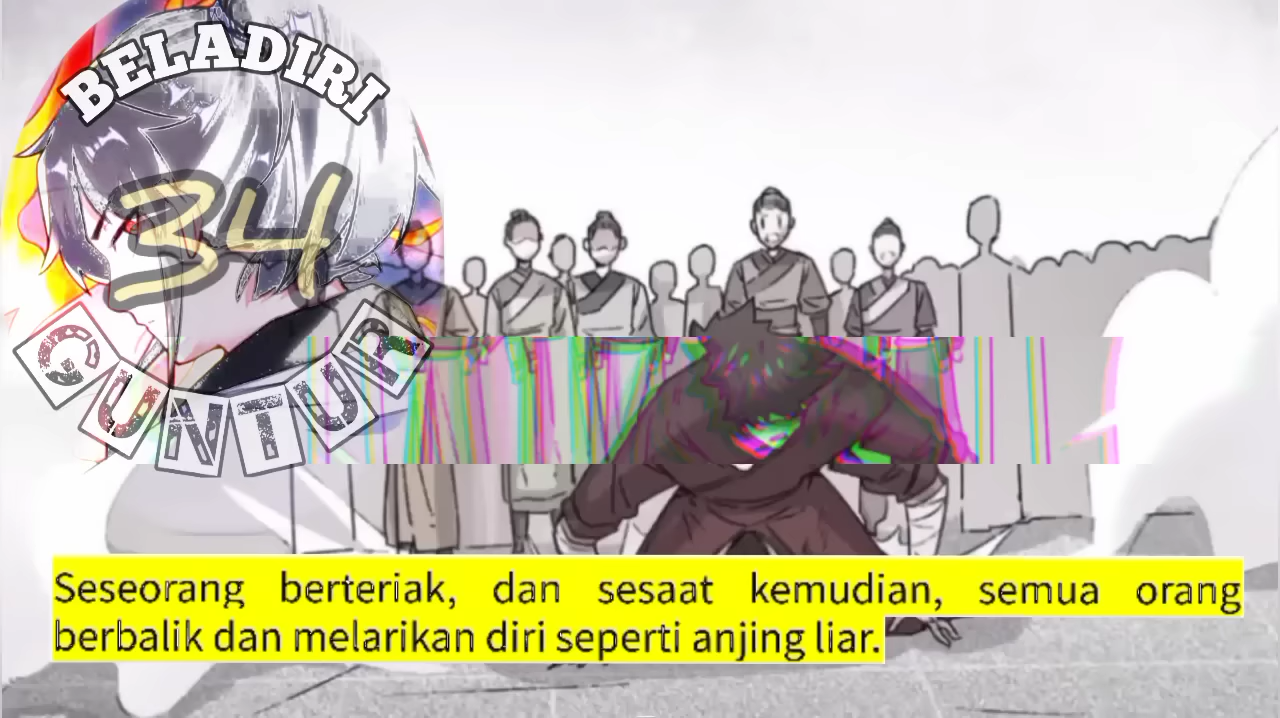 BELADIRI
34
GUNTUR
Seseorang berteriak, dan sesaat kemudian, semua orang
berbalik dan melarikan diri seperti anjing liar.